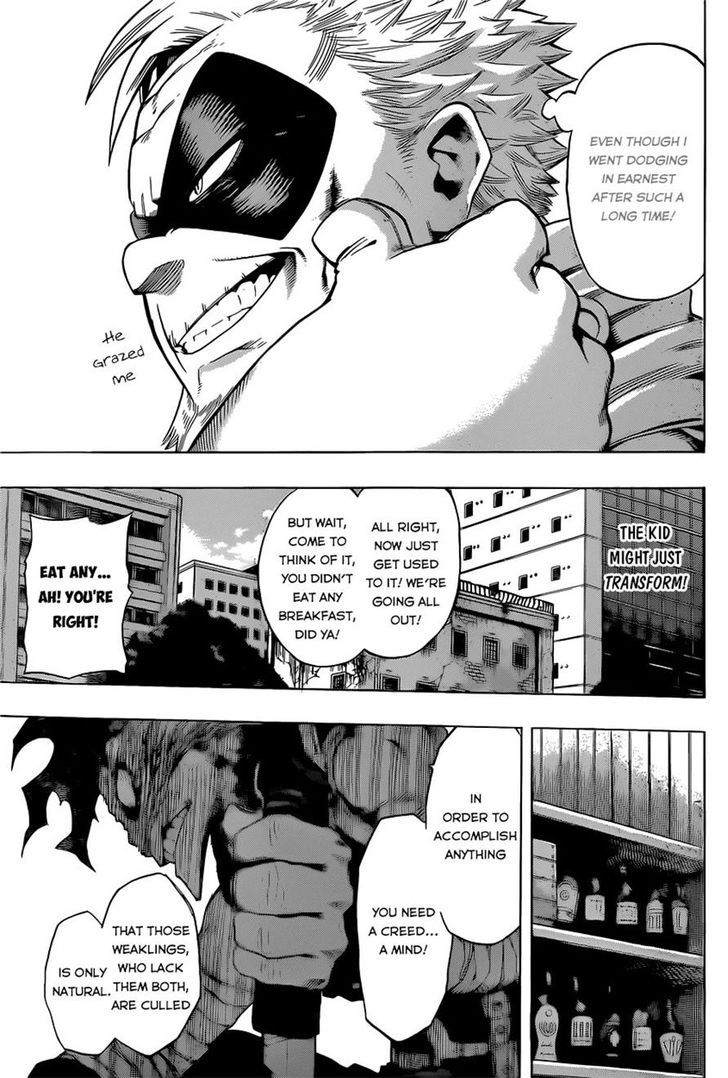 EVEN THOUGH I
WENT DODGING
IN EARNEST
AFTER SUCH A
LONG TIME!
He
Grazed
me
THE KID
MIGHT JUST
TRANSFORM!
ALL RIGHT,
NOW JUST
GET USED
TO IT! WE'RE
GOING ALL
OUT!
BUT WAIT,
COME TO
THINK OF IT,
YOU DIDN'T
EAT ANY
BREAKFAST,
DID YA!
EAT ANY...
AH! YOU'RE
RIGHT!
IN
ORDER TO
ACCOMPLISH
ANYTHING
YOU NEED
A CREED...
A MIND!
THAT THOSE
WEAKLINGS,
WHO LACK
THEM BOTH,
ARE CULLED
IS ONLY
NATURAL.